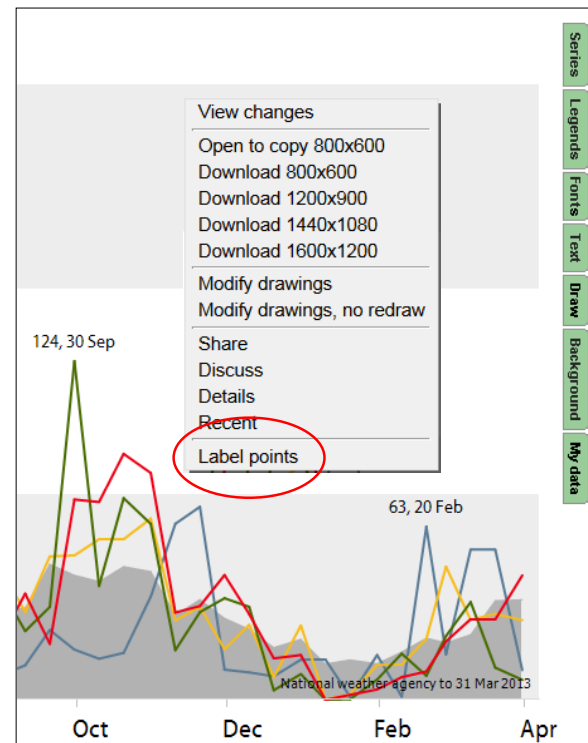 View changes
Open to copy 800x600
Download 800x600
Download 1200x900
Download 1440x1080
Download 1600x1200
Modify drawings
Modify drawings, no redraw
Share
Discuss
Details
Recent
Label points
Series
Legends
Fonts
Text
Draw
Background
My data
124, 30 Sep
63, 20 Feb
National weather agency to 31 Mar 2013
Oct Dec Feb Apr